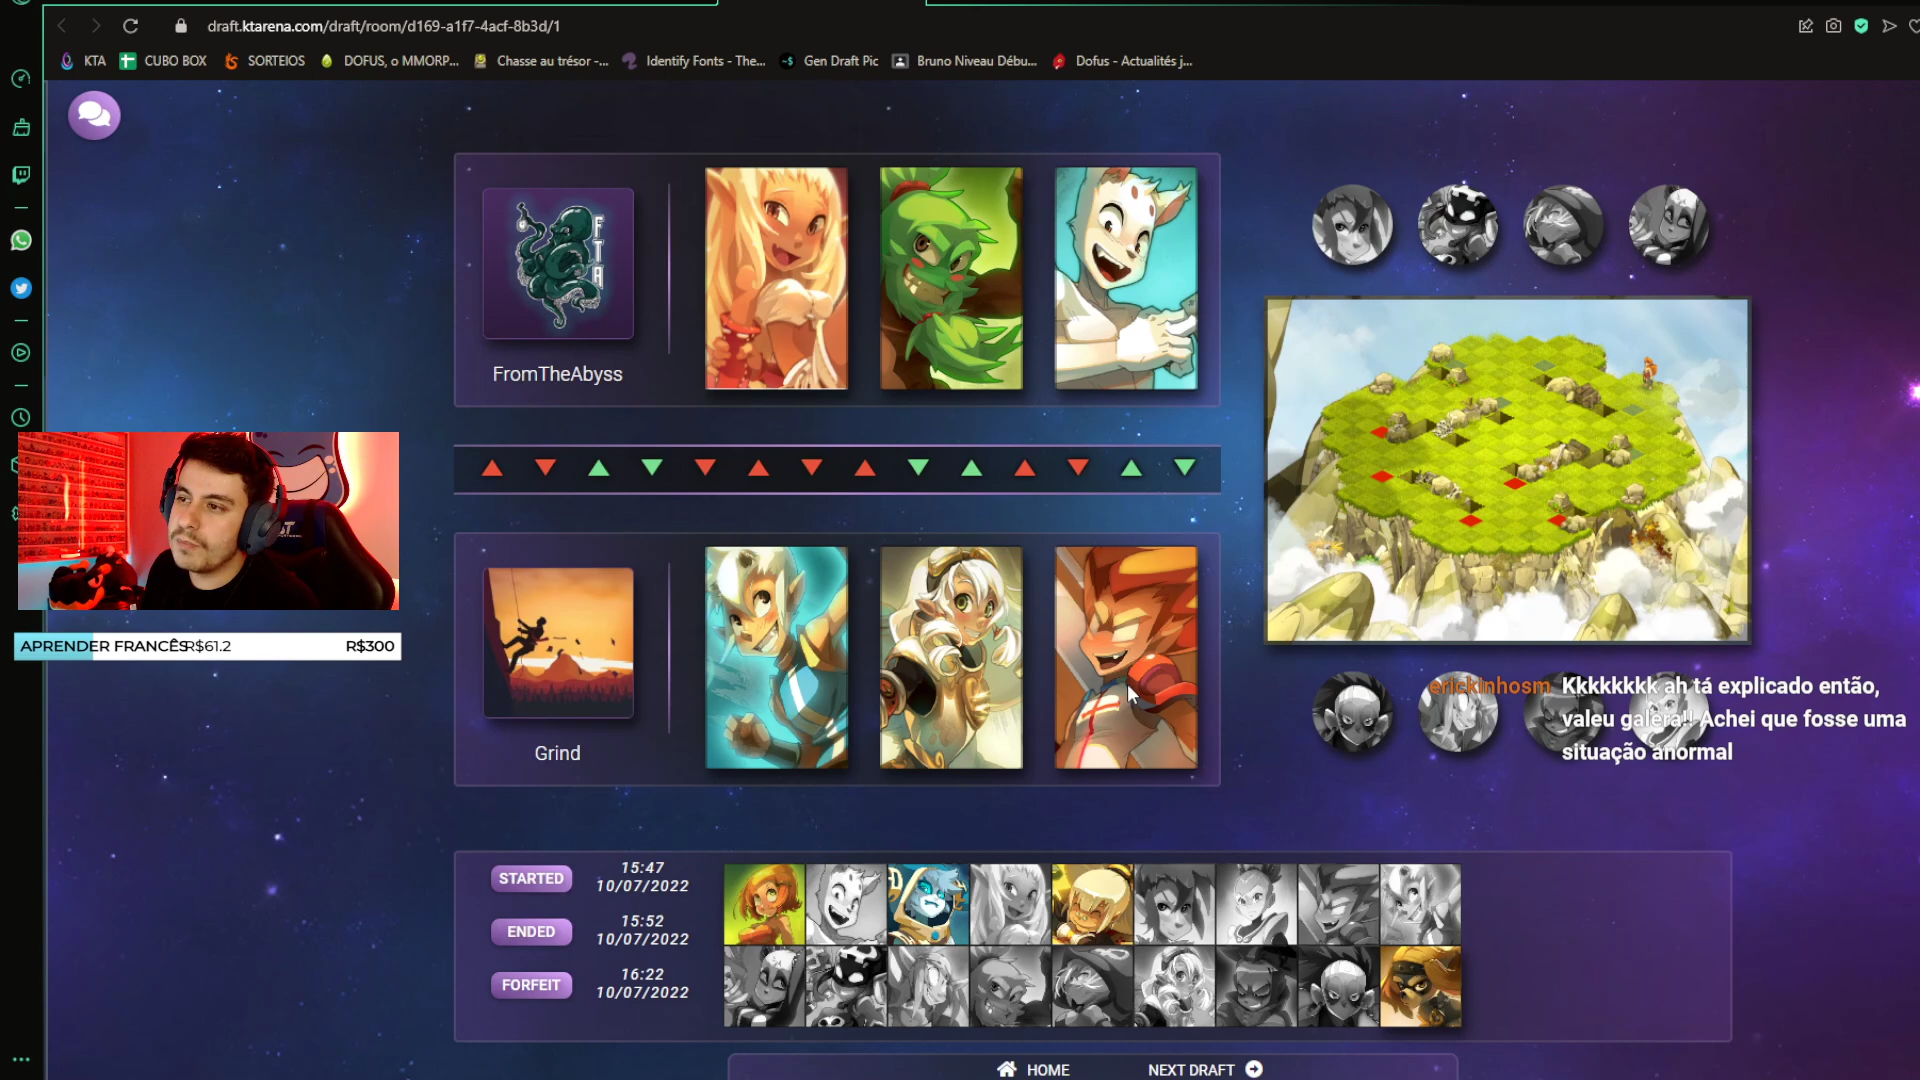 draft.ktarena.com/draft/room/d169-a1f7-4acf-8b3d/1
KTA
CUBO BOX
SORTEIOS
DOFUS, o MMORP...
Chasse au trésor -...
Identify Fonts - The...
Gen Draft Pic
Bruno Niveau Débu...
Dofus - Actualités j...
FTA
FromTheAbyss
APRENDER FRANCÊS R$61.2 R$300
Grind
erickinhosm Kkkkkkkk ah tá explicado então,
valeu galera!! Achei que fosse uma
situação anormal
STARTED 15:47
10/07/2022
ENDED 15:52
10/07/2022
FORFEIT 16:22
10/07/2022
HOME
NEXT DRAFT